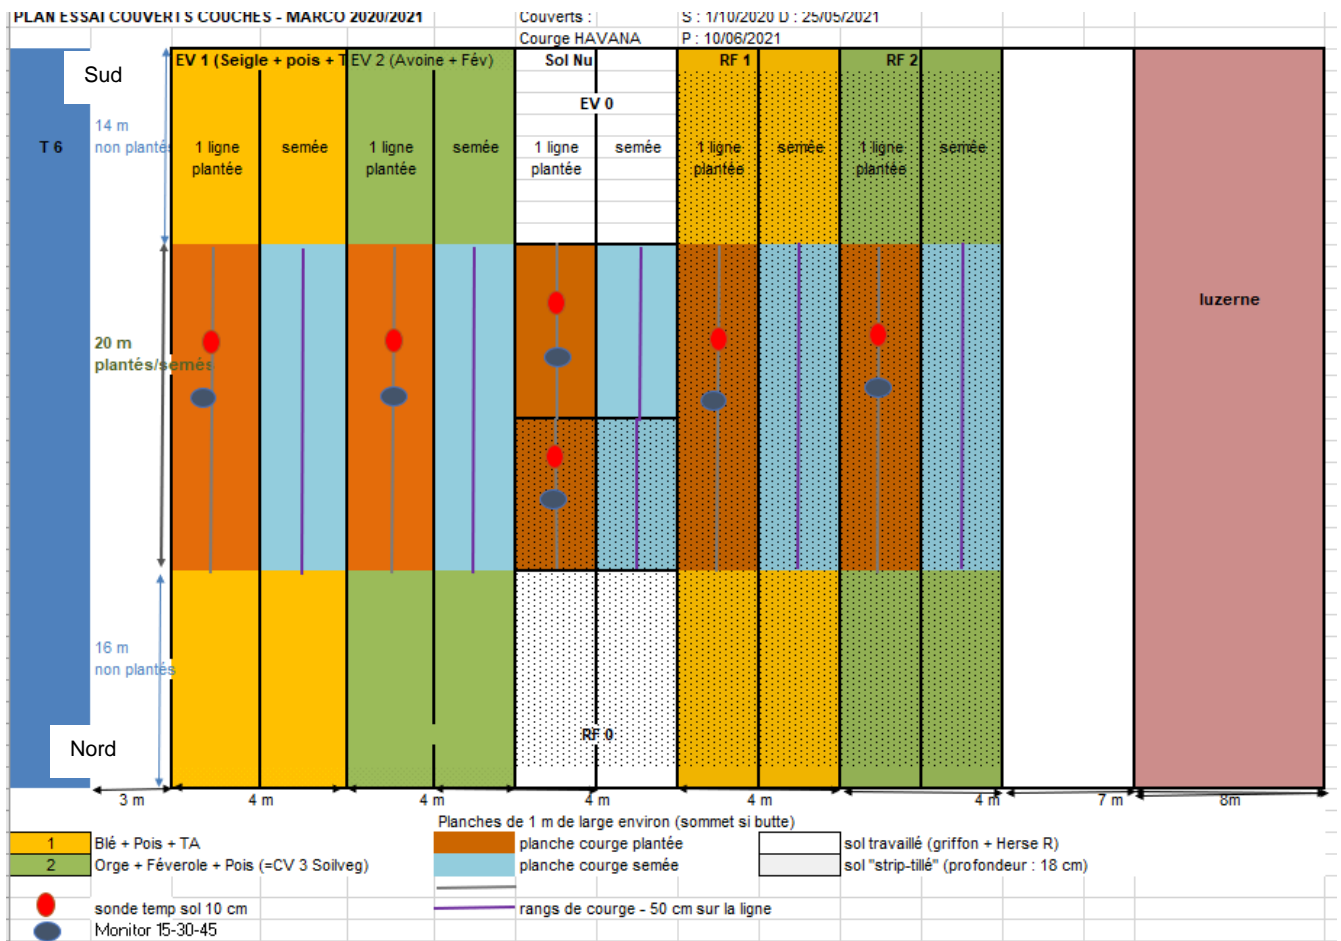 PLAN ESSAI COUVERTS COUCHES - MARCO 2020/2021
Couverts :
S : 1/10/2020 D : 25/05/2021
Courge HAVANA
P : 10/06/2021
Sud
EV 1 (Seigle + pois + T
EV 2 (Avoine + Fév)
Sol Nu
RF 1
RF 2
EV 0
T 6
14 m
non plantés
1 ligne
plantée
semée
1 ligne
plantée
semée
1 ligne
plantée
semée
1 ligne
plantée
semée
1 ligne
plantée
semée
luzerne
20 m
plantés/semés
16 m
non plantés
Nord
RF 0
3 m
4 m
4 m
4 m
4 m
4 m
7 m
8m
Planches de 1 m de large environ (sommet si butte)
1
Blé + Pois + TA
planche courge plantée
sol travaillé (griffon + Herse R)
2
Orge + Féverole + Pois (=CV 3 Soilveg)
planche courge semée
sol "strip-tillé" (profondeur : 18 cm)
sonde temp sol 10 cm
rangs de courge - 50 cm sur la ligne
Monitor 15-30-45